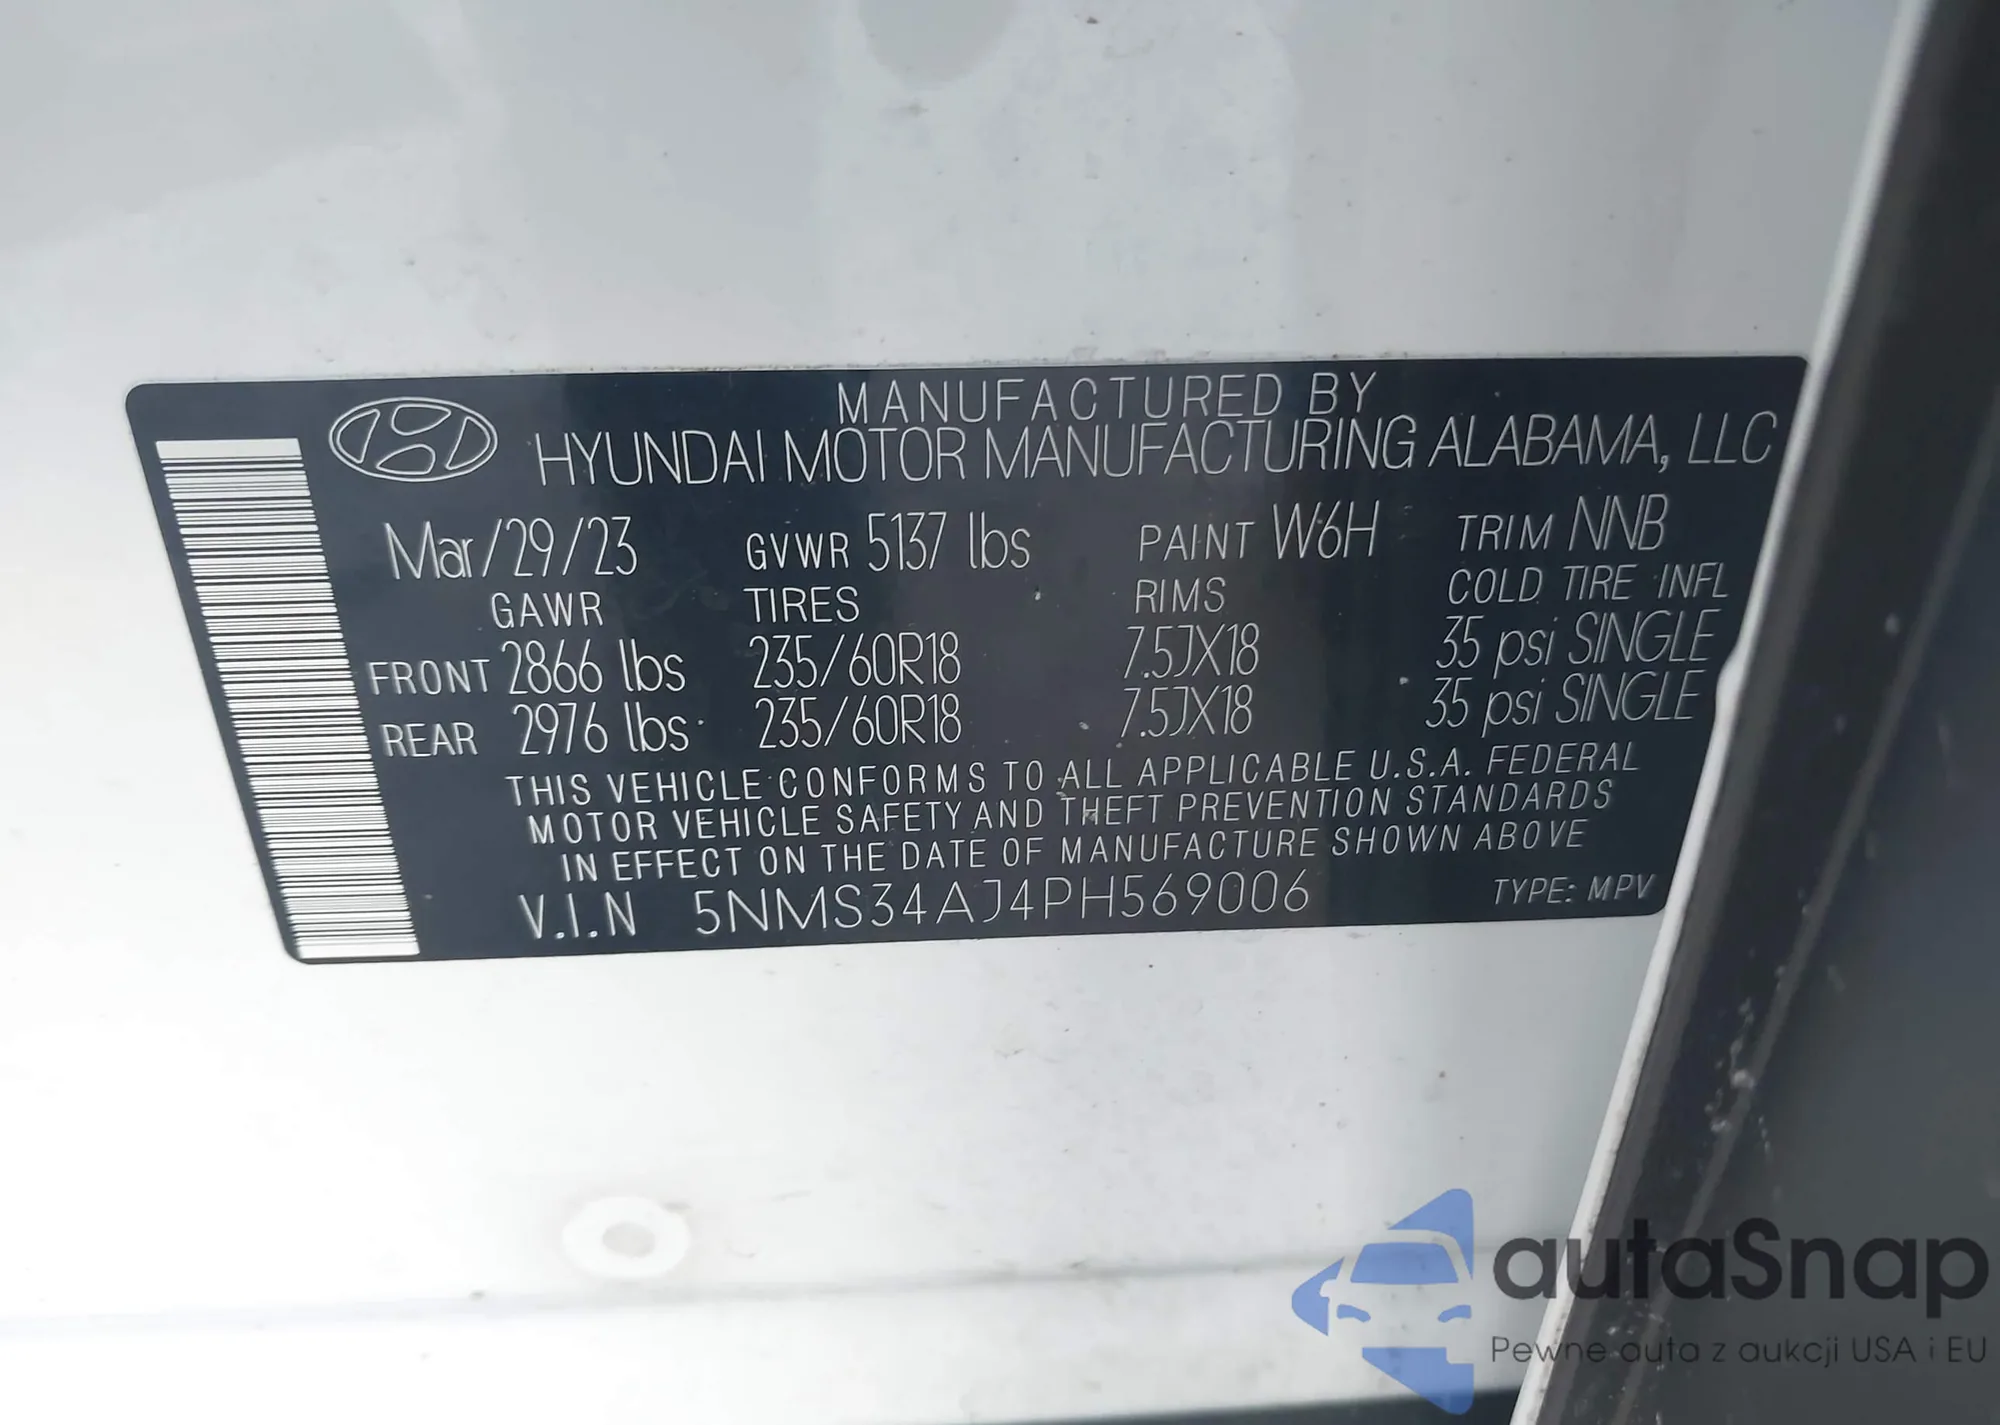 MANUFACTURED BY
HYUNDAI MOTOR MANUFACTURING ALABAMA, LLC
Mar/29/23 GVWR 5137 lbs PAINT W6H TRIM NNB
GAWR TIRES RIMS COLD TIRE INFL
FRONT 2866 lbs 235/60R18 7.5JX18 35 psi SINGLE
REAR 2976 lbs 235/60R18 7.5JX18 35 psi SINGLE
THIS VEHICLE CONFORMS TO ALL APPLICABLE U.S.A. FEDERAL
MOTOR VEHICLE SAFETY AND THEFT PREVENTION STANDARDS
IN EFFECT ON THE DATE OF MANUFACTURE SHOWN ABOVE
V.I.N 5NMS34AJ4PH569006 TYPE: MPV
autaSnap
Pewne auta z aukcji USA i EU